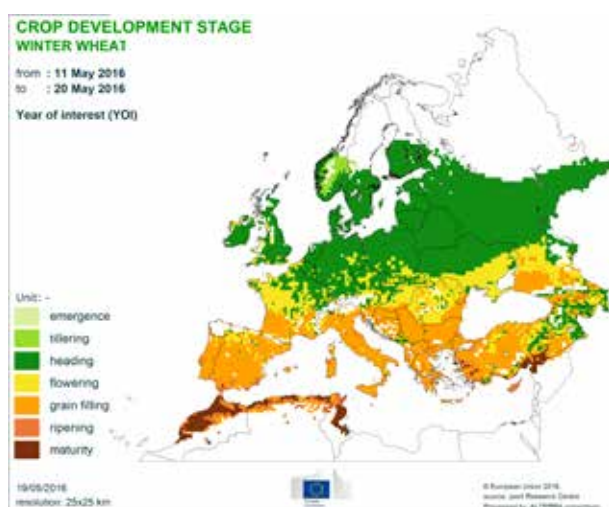 CROP DEVELOPMENT STAGE
WINTER WHEAT
from : 11 May 2016
to : 20 May 2016
Year of interest (YOI)
Unit: -
emergence
tillering
heading
flowering
grain filling
ripening
maturity
19/05/2016
resolution: 25x25 km
© European Union 2016
source: Joint Research Centre